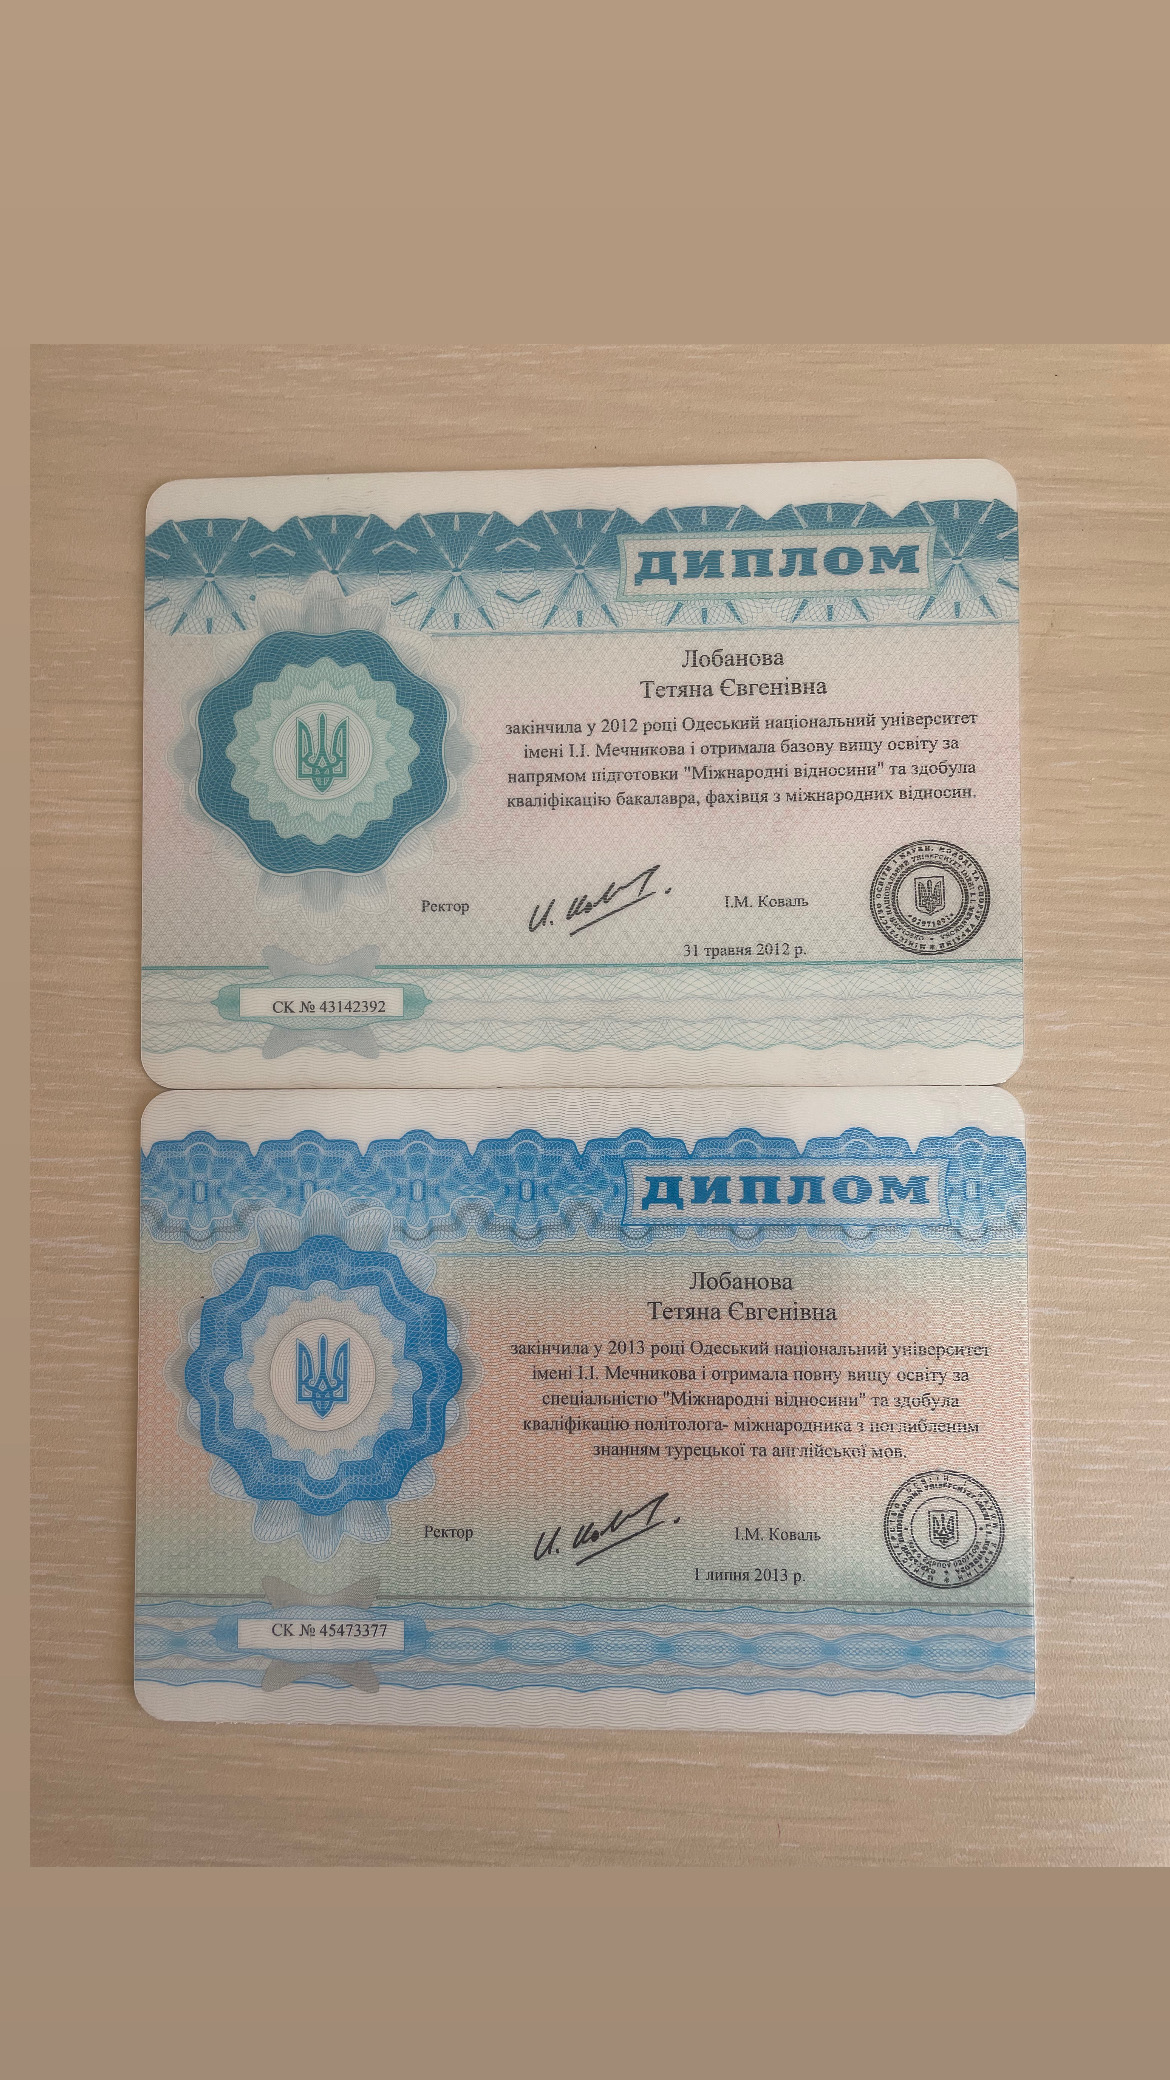 ДИПЛОМ
Лобанова
Тетяна Євгенівна
закінчила у 2012 році Одеський національний університет
імені І.І. Мечникова і отримала базову вищу освіту за
напрямом підготовки "Міжнародні відносини" та здобула
кваліфікацію бакалавра, фахівця з міжнародних відносин.
Ректор
І.М. Коваль
31 травня 2012 р.
СК № 43142392
ДИПЛОМ
Лобанова
Тетяна Євгенівна
закінчила у 2013 році Одеський національний університет
імені І.І. Мечникова і отримала повну вищу освіту за
спеціальністю "Міжнародні відносини" та здобула
кваліфікацію політолога- міжнародника з поглибленим
знанням турецької та англійської мов.
Ректор
І.М. Коваль
1 липня 2013 р.
СК № 45473377